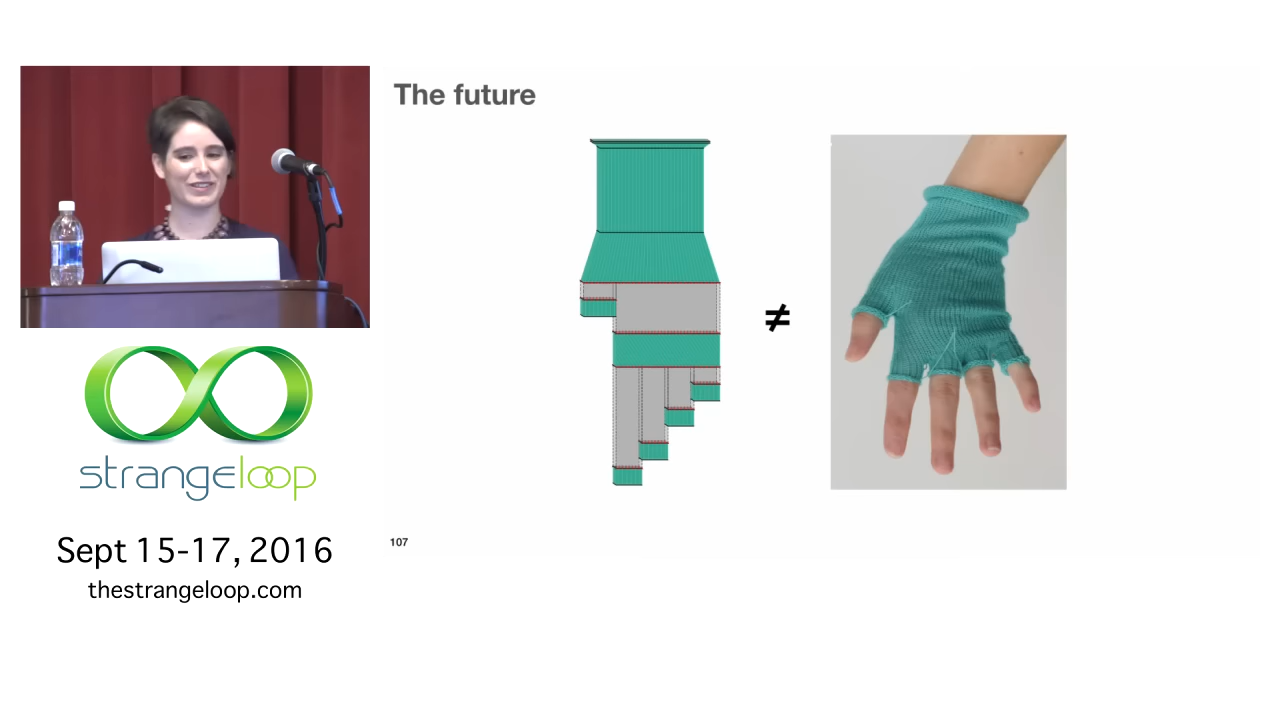 The future
≠
107
strangeloop
Sept 15-17, 2016
thestrangeloop.com